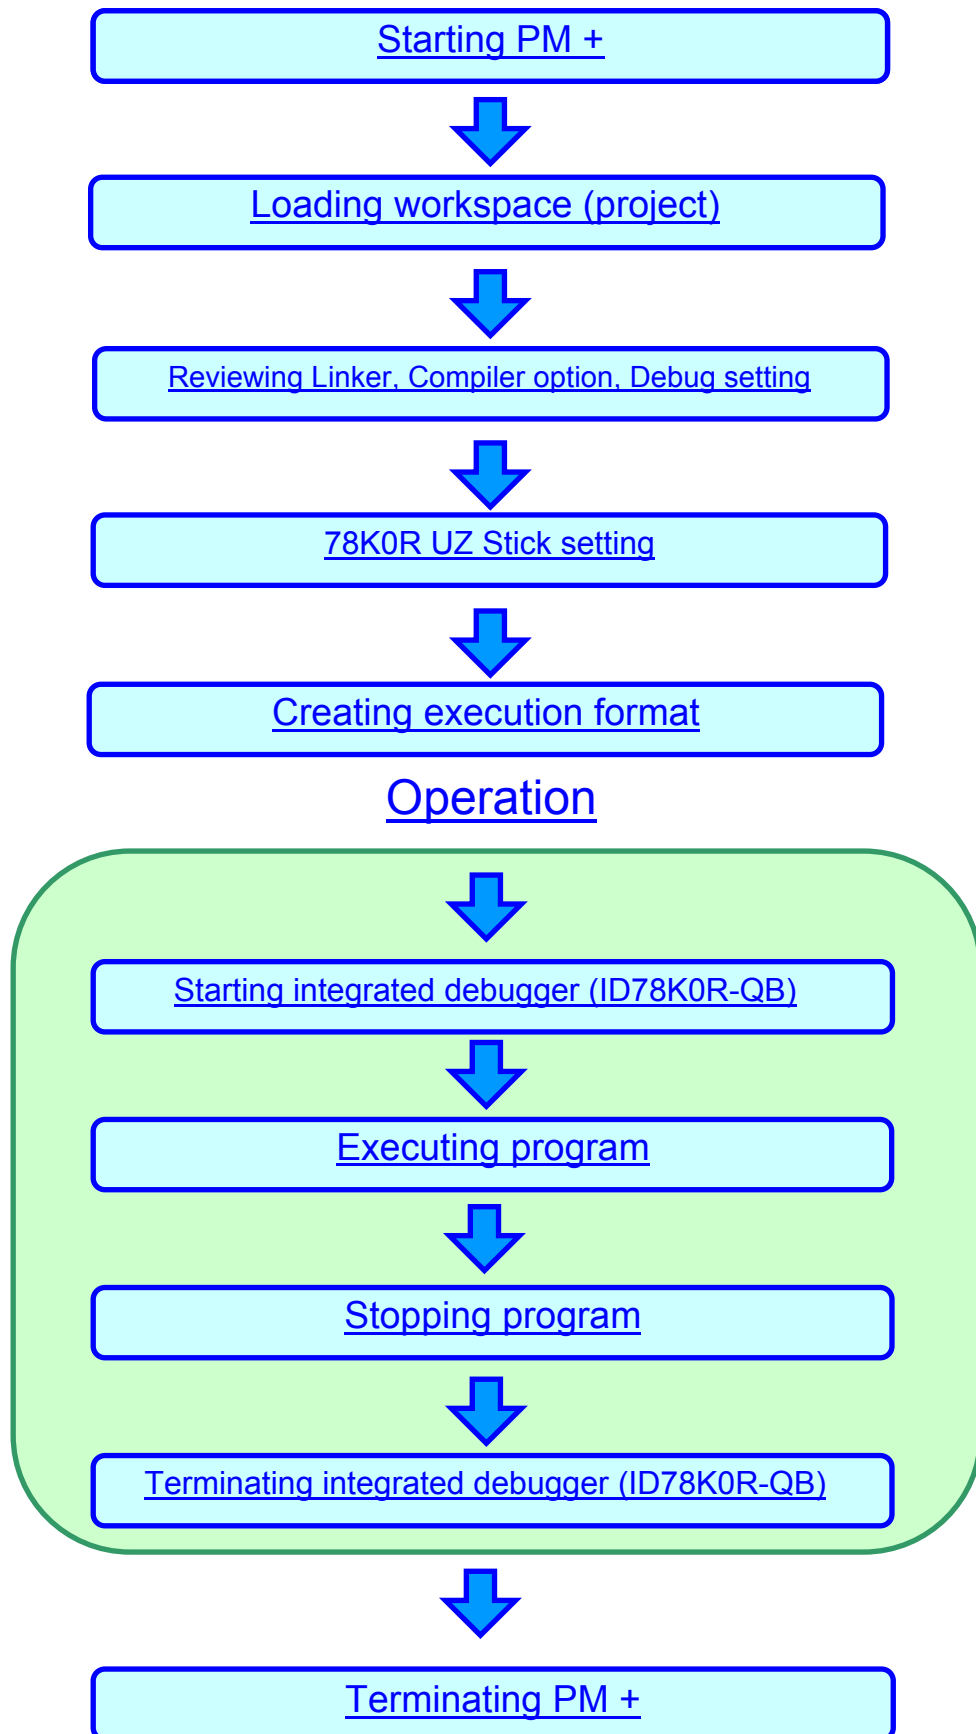 Starting PM +
Loading workspace (project)
Reviewing Linker, Compiler option, Debug setting
78K0R UZ Stick setting
Creating execution format
Operation
Starting integrated debugger (ID78K0R-QB)
Executing program
Stopping program
Terminating integrated debugger (ID78K0R-QB)
Terminating PM +